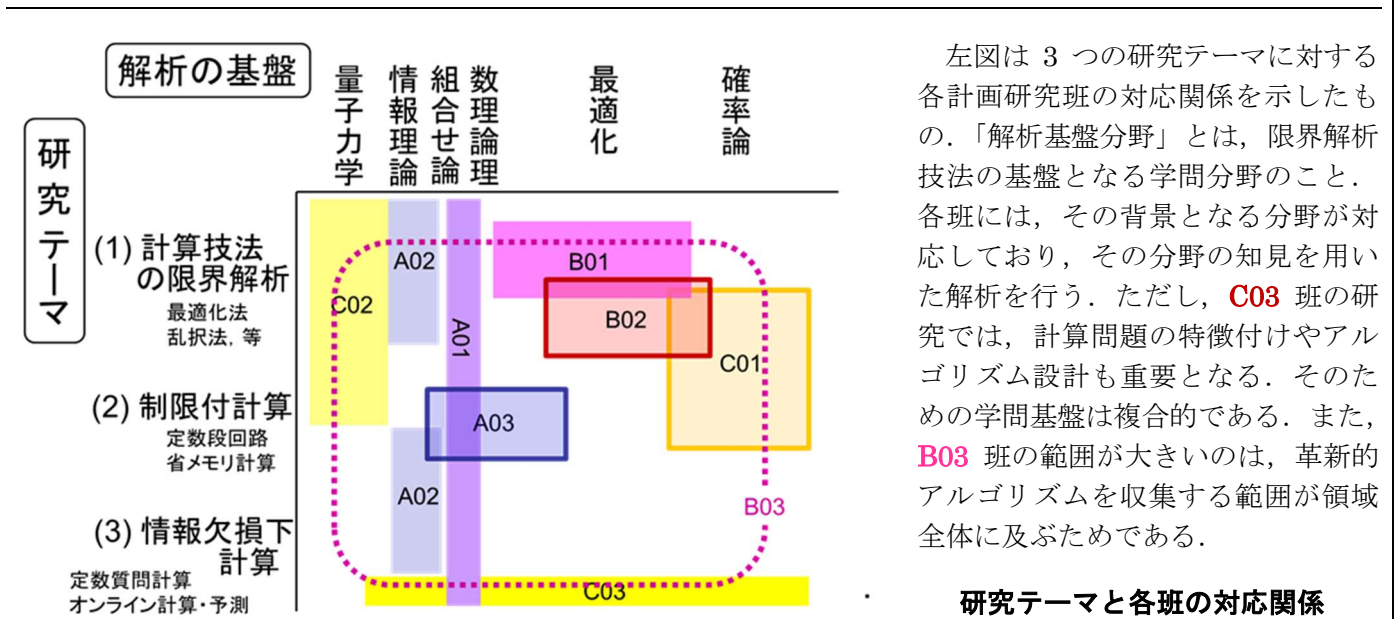 解析の基盤
研究テーマ
量子力学
情報理論
組合せ論
数理論理
最適化
確率論
(1) 計算技法
の限界解析
最適化法
乱択法, 等
(2) 制限付計算
定数段回路
省メモリ計算
(3) 情報欠損下
計算
定数質問計算
オンライン計算・予測
C02
A02
A01
B01
B02
C01
A03
A02
B03
C03
左図は 3 つの研究テーマに対する
各計画研究班の対応関係を示したも
の.「解析基盤分野」とは,限界解析
技法の基盤となる学問分野のこと.
各班には,その背景となる分野が対
応しており,その分野の知見を用い
た解析を行う.ただし,C03 班の研
究では,計算問題の特徴付けやアル
ゴリズム設計も重要となる.そのた
めの学問基盤は複合的である.また,
B03 班の範囲が大きいのは,革新的
アルゴリズムを収集する範囲が領域
全体に及ぶためである.
研究テーマと各班の対応関係